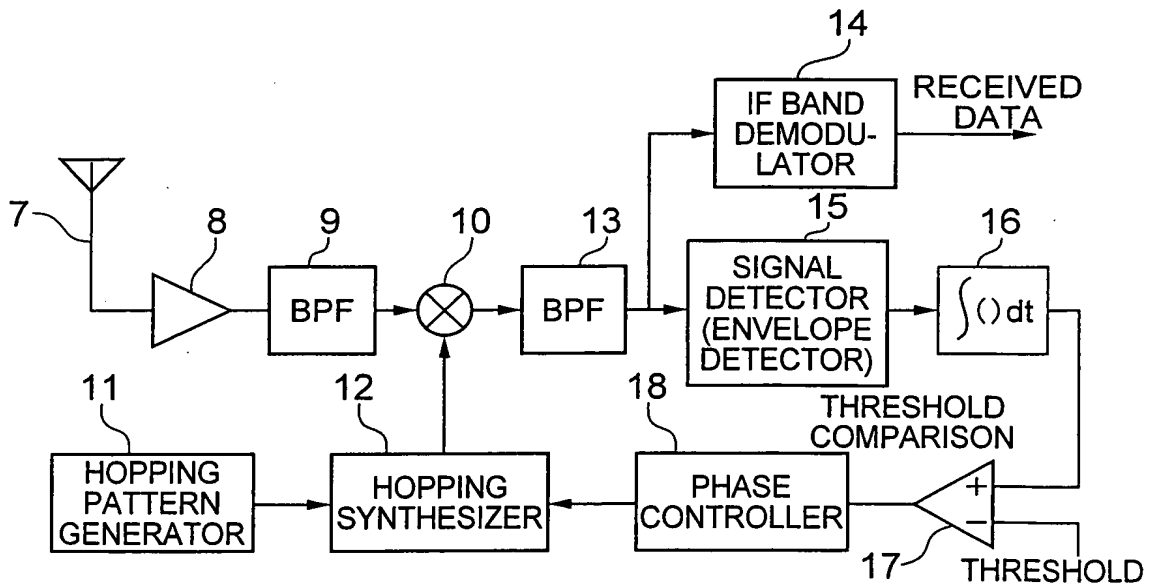 14
IF BAND
DEMODU-
LATOR
RECEIVED
DATA
7
8
9
BPF
10
13
BPF
15
SIGNAL
DETECTOR
(ENVELOPE
DETECTOR)
16
∫( ) dt
11
HOPPING
PATTERN
GENERATOR
12
HOPPING
SYNTHESIZER
18
PHASE
CONTROLLER
THRESHOLD
COMPARISON
+
−
17
THRESHOLD